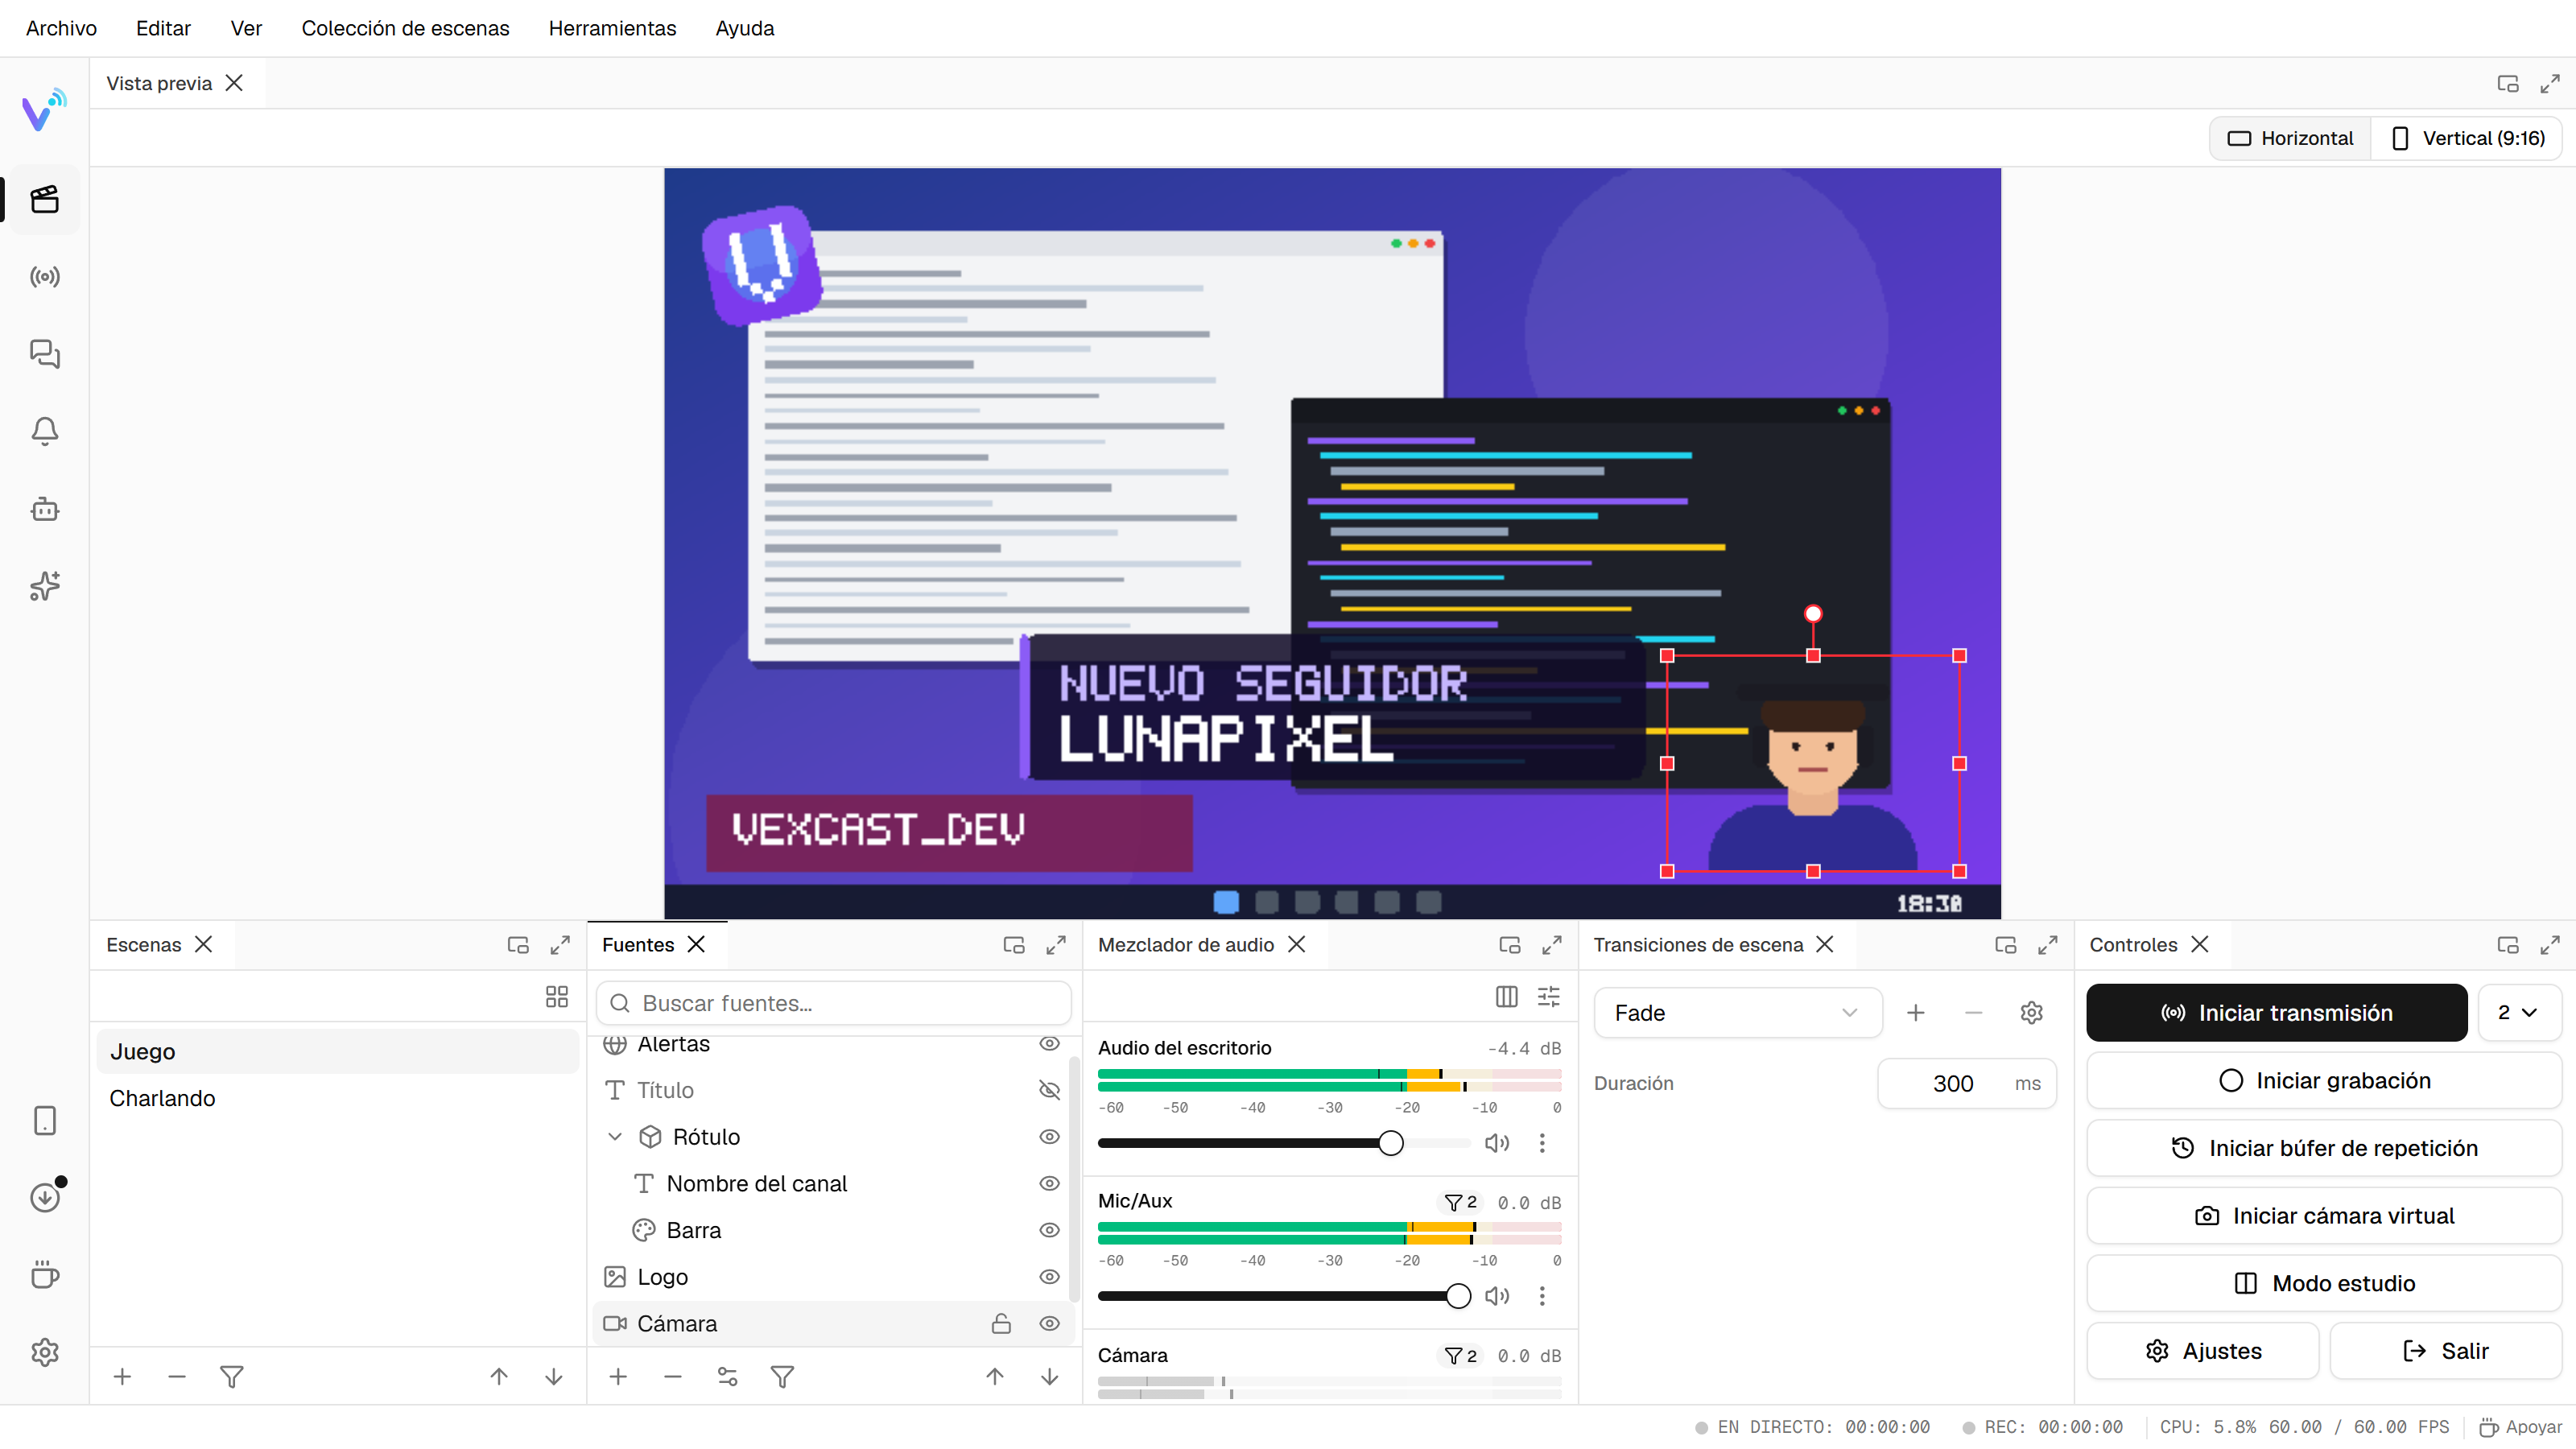 Archivo Editar Ver Colección de escenas Herramientas Ayuda
Vista previa
Horizontal Vertical (9:16)
NUEVO SEGUIDOR
LUNAPIXEL
VEXCAST_DEV
18:30
Escenas
Juego
Charlando
Fuentes
Buscar fuentes...
Alertas
Título
Rótulo
Nombre del canal
Barra
Logo
Cámara
Mezclador de audio
Audio del escritorio -4.4 dB
-60 -50 -40 -30 -20 -10 0
Mic/Aux 2 0.0 dB
-60 -50 -40 -30 -20 -10 0
Cámara 2 0.0 dB
Transiciones de escena
Fade
Duración 300 ms
Controles
Iniciar transmisión 2
Iniciar grabación
Iniciar búfer de repetición
Iniciar cámara virtual
Modo estudio
Ajustes Salir
EN DIRECTO: 00:00:00 REC: 00:00:00 CPU: 5.8% 60.00 / 60.00 FPS Apoyar